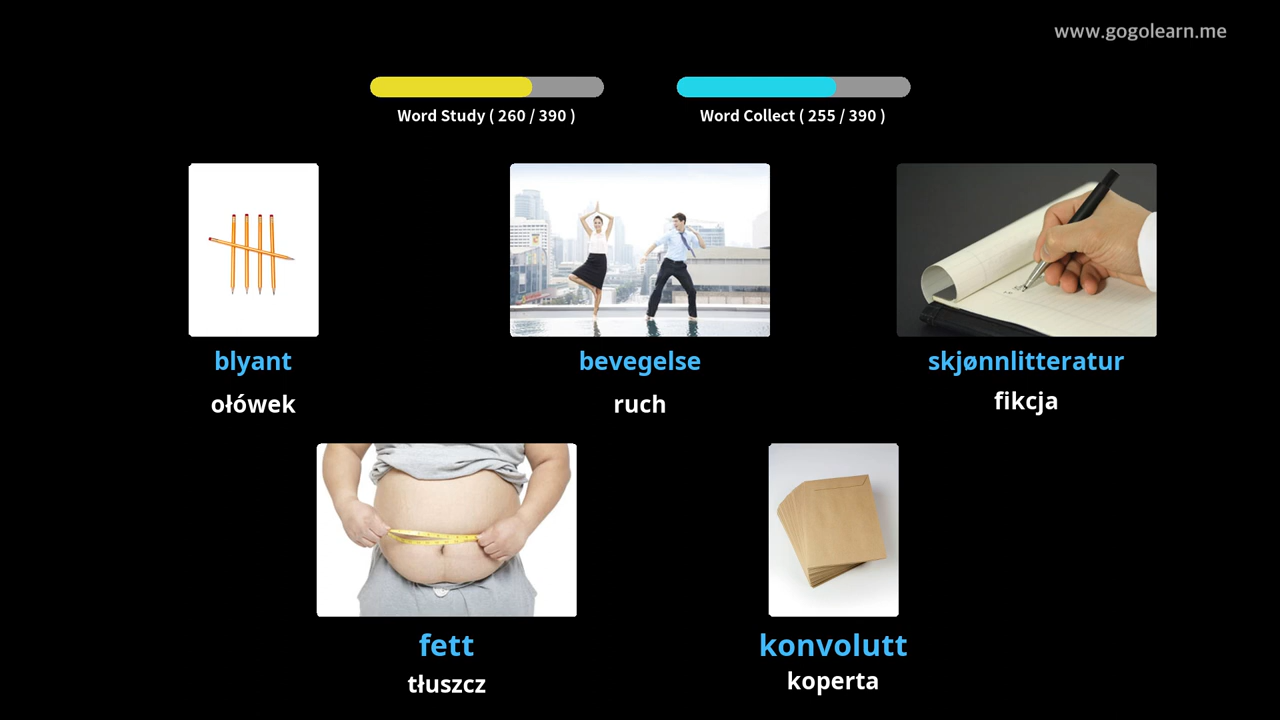 www.gogolearn.me
Word Study ( 260 / 390 )
Word Collect ( 255 / 390 )
blyant
ołówek
bevegelse
ruch
skjønnlitteratur
fikcja
fett
tłuszcz
konvolutt
koperta